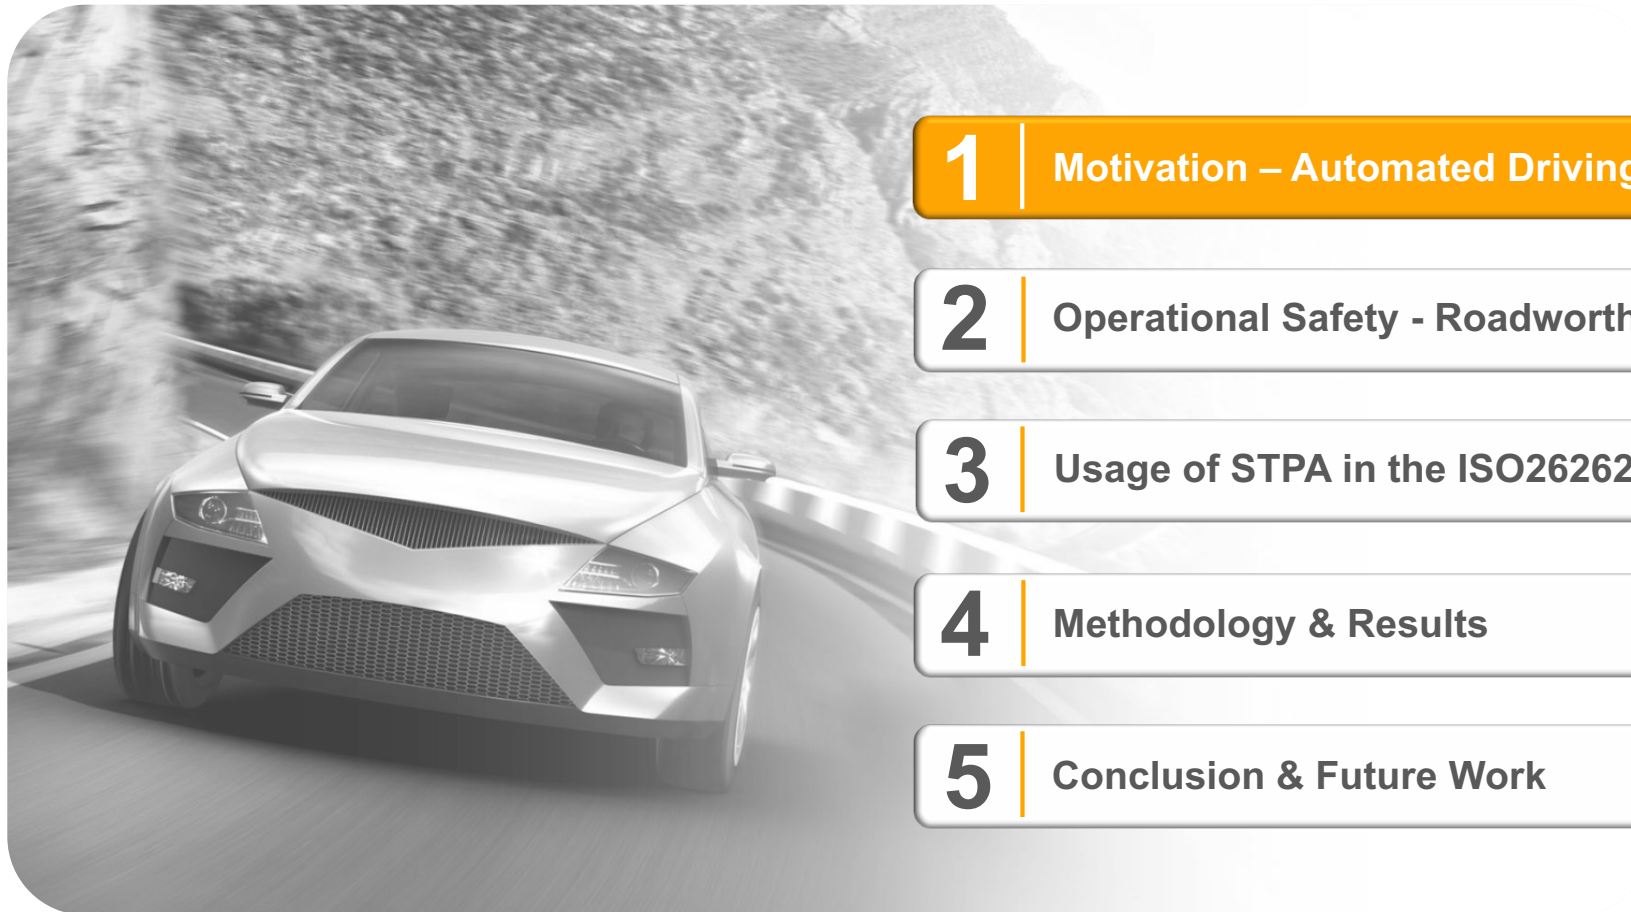 1 Motivation – Automated Driving
2 Operational Safety -
3 Usage of STPA in the ISO26262
4 Methodology & Results
5 Conclusion & Future Work